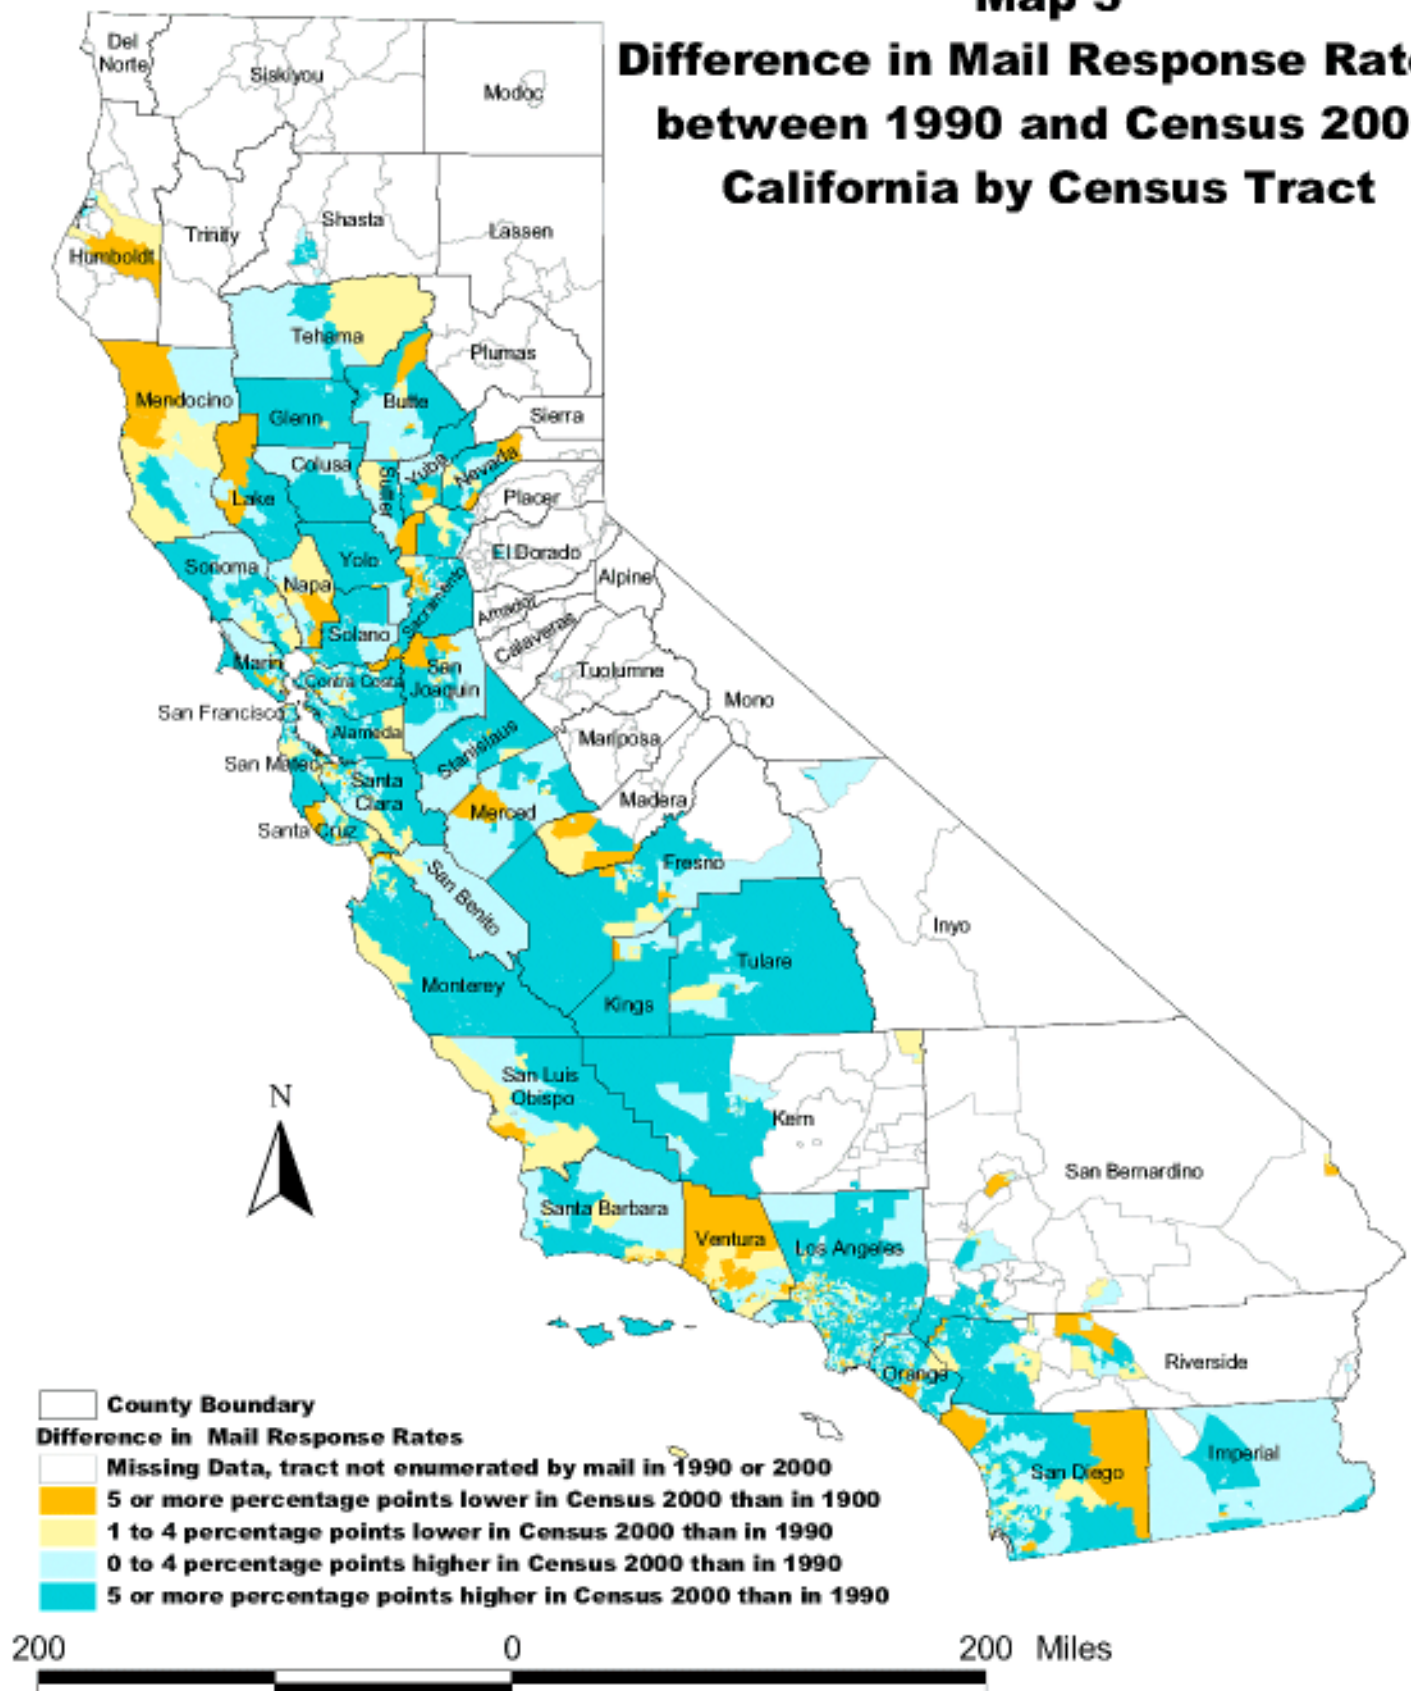 Map 3
Difference in Mail Response Rat
between 1990 and Census 200
California by Census Tract
Del
Norte
Siskiyou
Modoc
Shasta
Trinity
Lassen
Humboldt
Tehama
Plumas
Mendocino
Butte
Glenn
Sierra
Colusa
Sutter
Yuba
Nevada
Lake
Placer
El Dorado
Yolo
Sonoma
Napa
Alpine
Sacramento
Amador
Solano
Calaveras
Marin
San
Joaquin
Tuolumne
Contra Costa
Mono
San Francisco
Alameda
Stanislaus
Mariposa
San Mateo
Santa
Clara
Merced
Madera
Santa Cruz
Fresno
San Benito
Inyo
Tulare
Monterey
Kings
San Luis
Obispo
N
Kern
San Bernardino
Santa Barbara
Ventura
Los Angeles
Riverside
Orange
Imperial
San Diego
County Boundary
Difference in Mail Response Rates
Missing Data, tract not enumerated by mail in 1990 or 2000
5 or more percentage points lower in Census 2000 than in 1900
1 to 4 percentage points lower in Census 2000 than in 1990
0 to 4 percentage points higher in Census 2000 than in 1990
5 or more percentage points higher in Census 2000 than in 1990
200 0 200 Miles